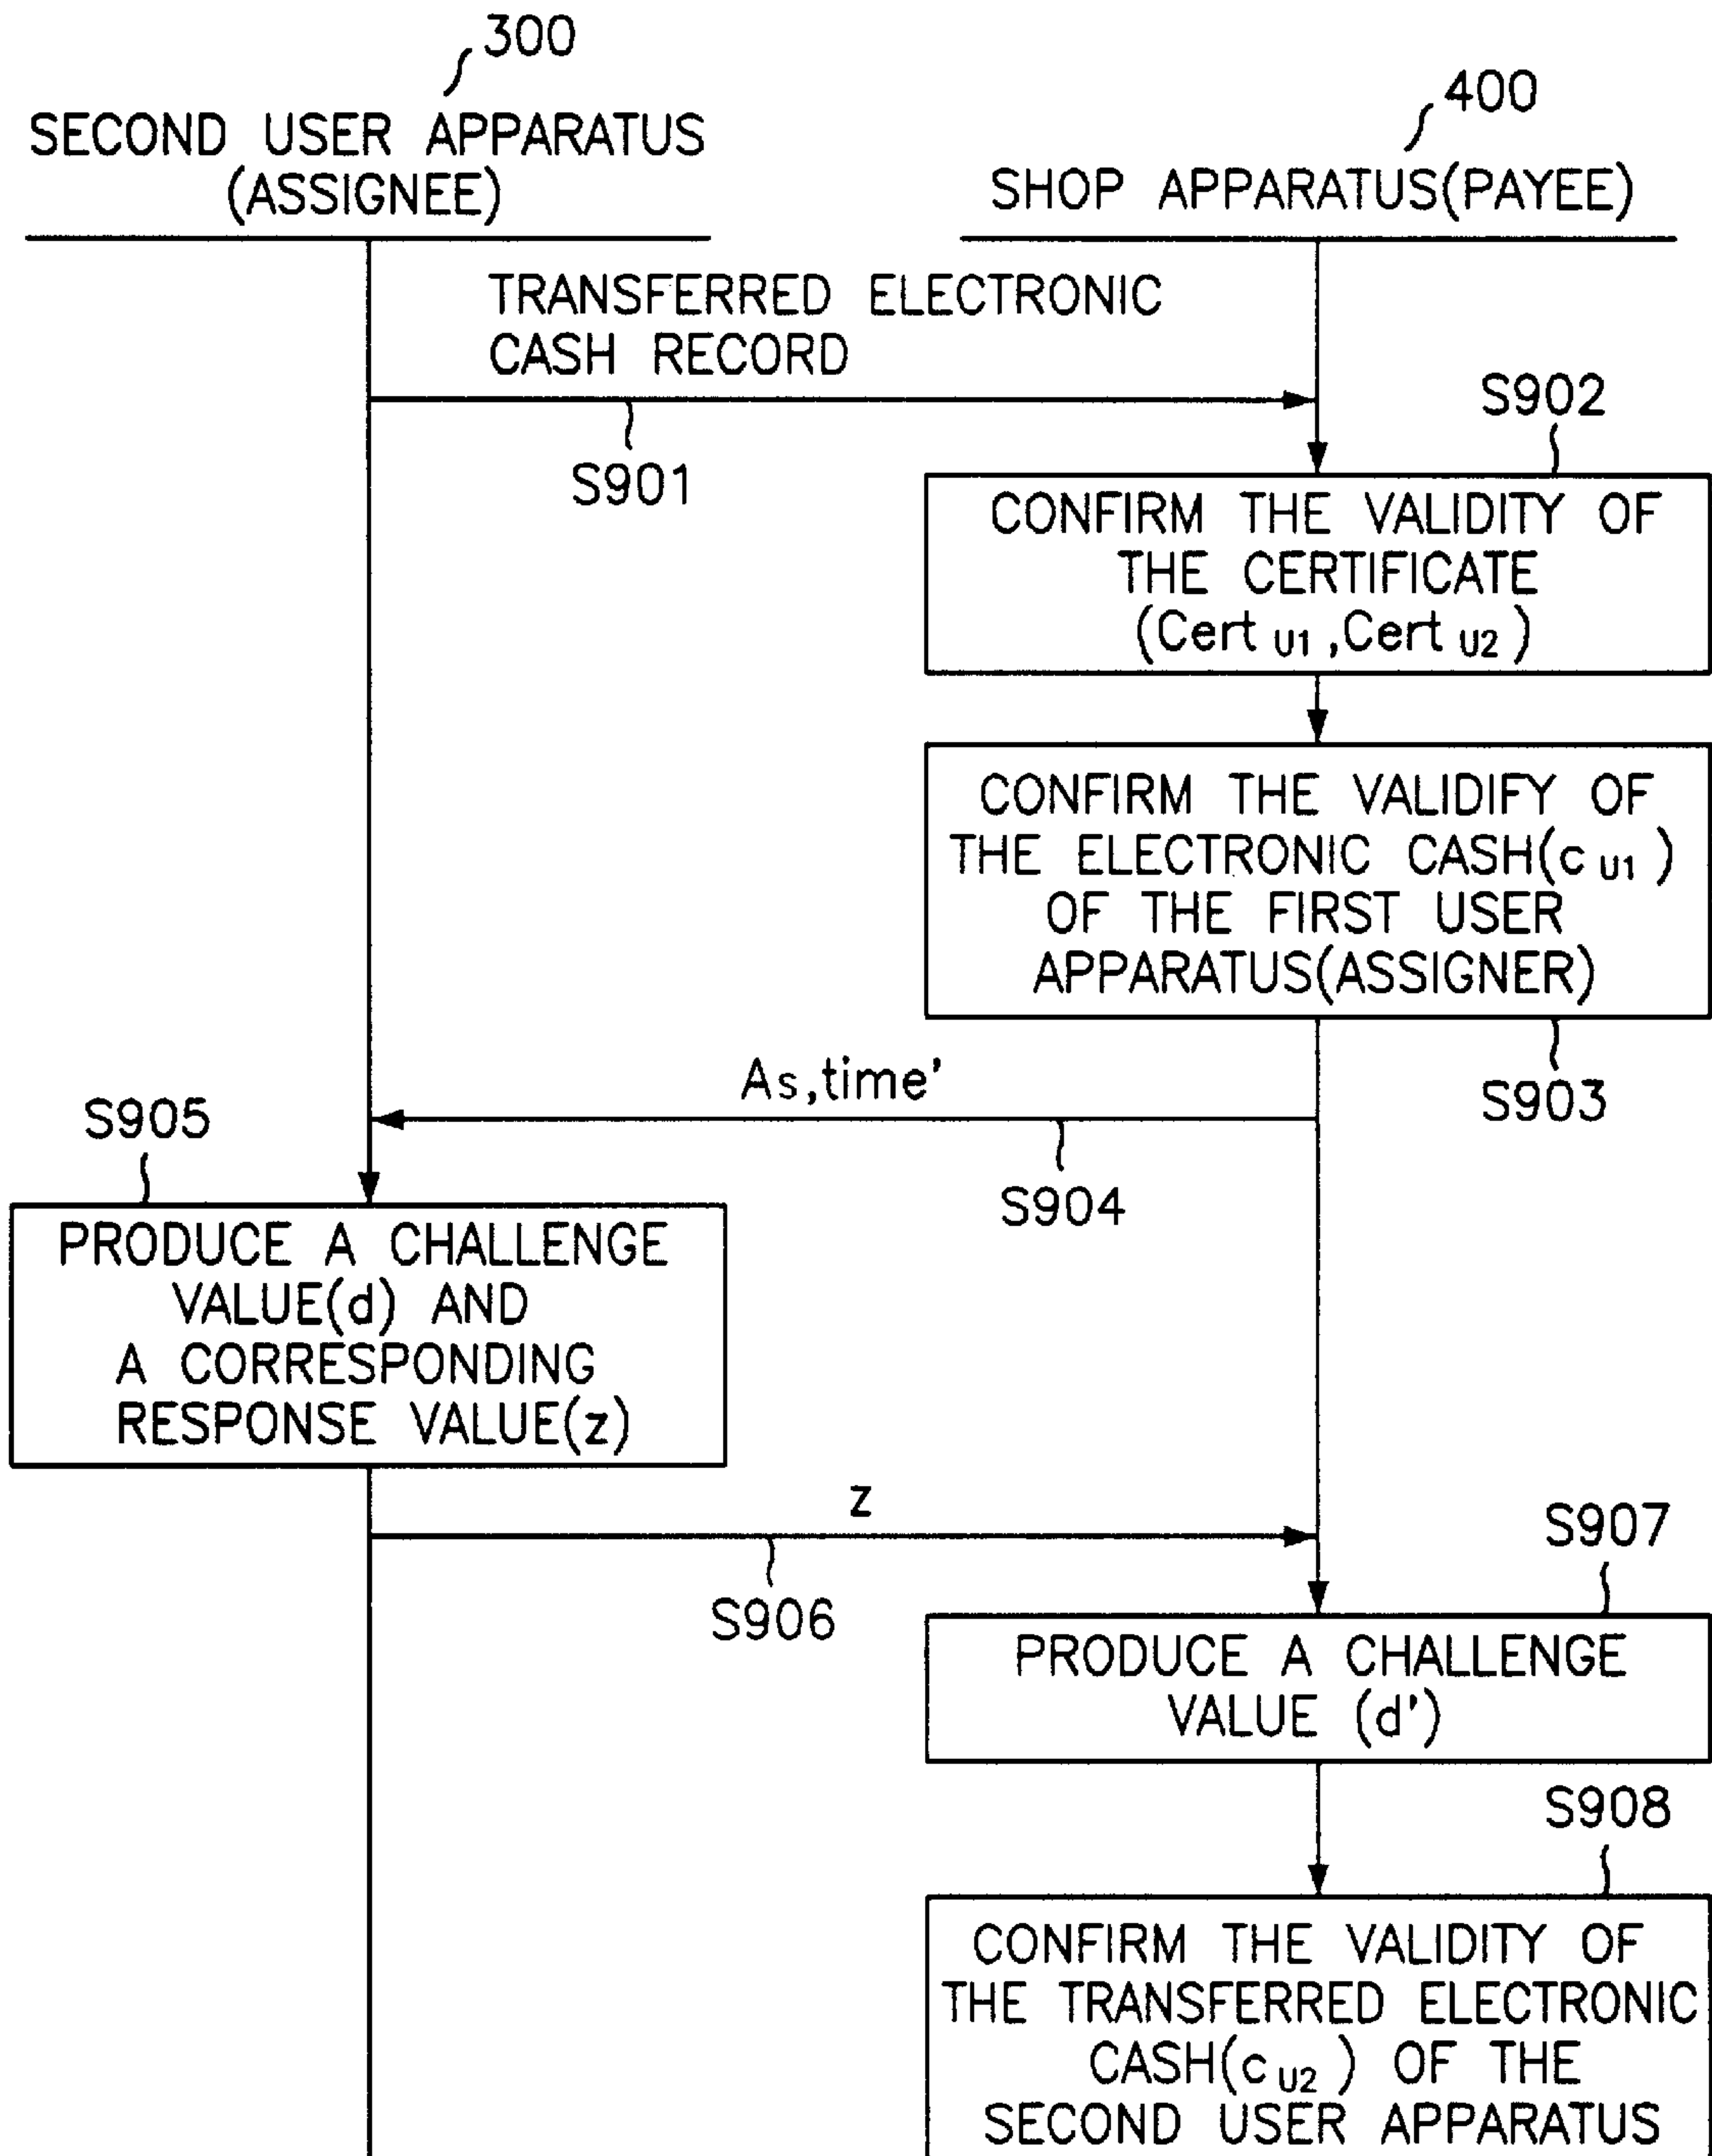 300
SECOND USER APPARATUS
(ASSIGNEE)
400
SHOP APPARATUS(PAYEE)
TRANSFERRED ELECTRONIC
CASH RECORD
S901
S902
CONFIRM THE VALIDITY OF
THE CERTIFICATE
(Cert U1 ,Cert U2 )
CONFIRM THE VALIDIFY OF
THE ELECTRONIC CASH(c U1 )
OF THE FIRST USER
APPARATUS(ASSIGNER)
S903
As,time'
S904
S905
PRODUCE A CHALLENGE
VALUE(d) AND
A CORRESPONDING
RESPONSE VALUE(z)
z
S906
S907
PRODUCE A CHALLENGE
VALUE (d')
S908
CONFIRM THE VALIDITY OF
THE TRANSFERRED ELECTRONIC
CASH(c U2 ) OF THE
SECOND USER APPARATUS